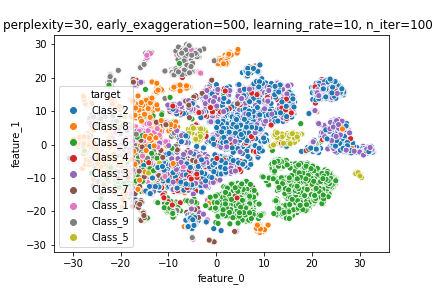 perplexity=30, early_exaggeration=500, learning_rate=10, n_iter=100
30
20
10
0
−10
−20
−30
feature_1
target
Class_2
Class_8
Class_6
Class_4
Class_3
Class_7
Class_1
Class_9
Class_5
−30 −20 −10 0 10 20 30
feature_0